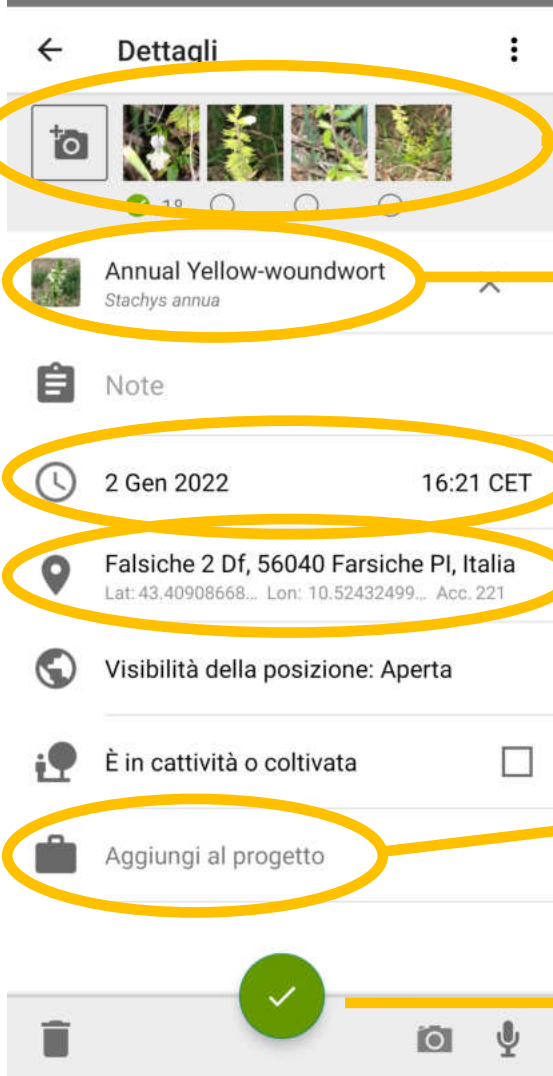 Dettagli
1°
Annual Yellow-woundwort
Stachys annua
Note
2 Gen 2022 16:21 CET
Falsiche 2 Df, 56040 Farsiche PI, Italia
Lat: 43.40908668... Lon: 10.52432499... Acc. 221
Visibilità della posizione: Aperta
È in cattività o coltivata
Aggiungi al progetto